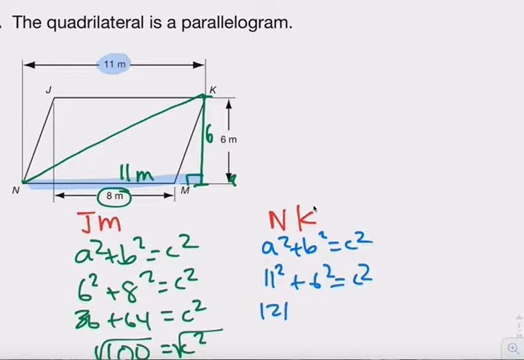 . The quadrilateral is a parallelogram.
11 m
J
K
6
6 m
11m
N
M
8 m
Jm
NK
a²+b²=c²
a²+b²=c²
6²+8²=c²
11²+6²=c²
36+64=c²
121
√100=√c²